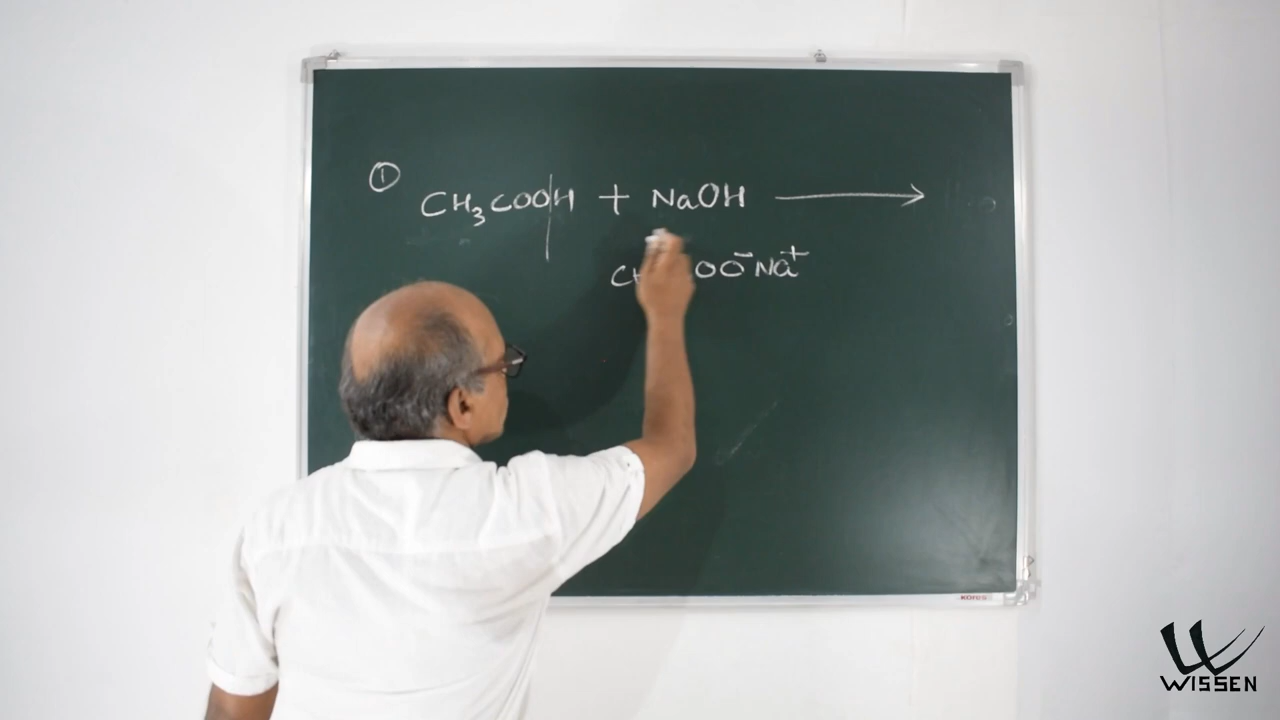 ① CH₃COOH + NaOH ⟶
OO⁻Na⁺
KORES
WISSEN